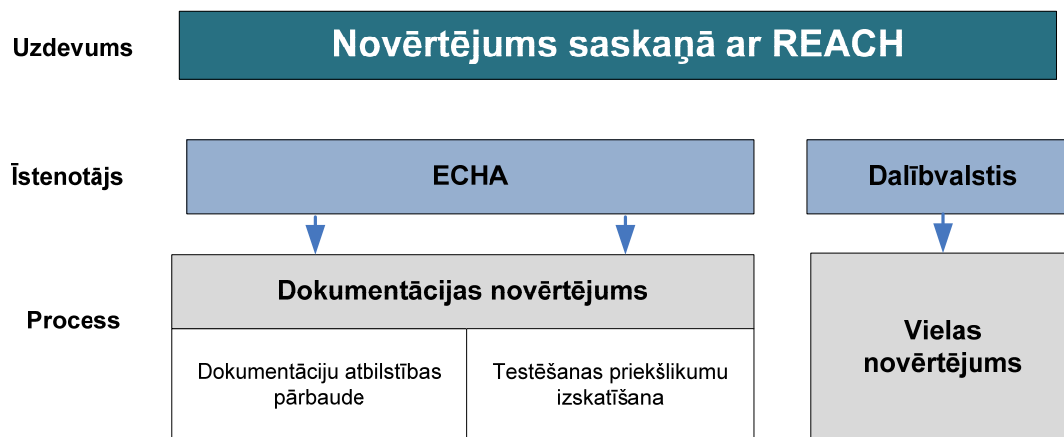 Uzdevums
Novērtējums saskaņā ar REACH
Īstenotājs
ECHA
Dalībvalstis
Process
Dokumentācijas novērtējums
Dokumentāciju atbilstības
pārbaude
Testēšanas priekšlikumu
izskatīšana
Vielas
novērtējums